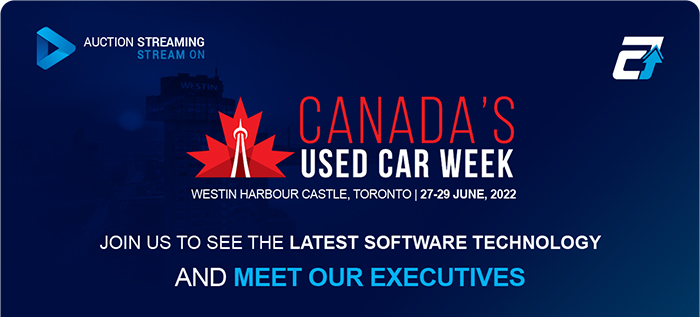 AUCTION STREAMING
STREAM ON
WESTIN
CANADA'S
USED CAR WEEK
WESTIN HARBOUR CASTLE, TORONTO | 27-29 JUNE, 2022
JOIN US TO SEE THE LATEST SOFTWARE TECHNOLOGY
AND MEET OUR EXECUTIVES